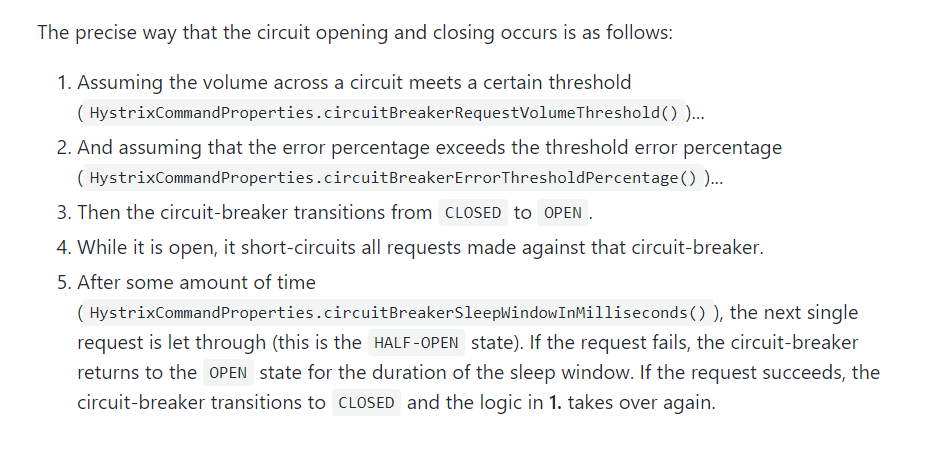 The precise way that the circuit opening and closing occurs is as follows:
1. Assuming the volume across a circuit meets a certain threshold
( HystrixCommandProperties.circuitBreakerRequestVolumeThreshold() )...
2. And assuming that the error percentage exceeds the threshold error percentage
( HystrixCommandProperties.circuitBreakerErrorThresholdPercentage() )...
3. Then the circuit-breaker transitions from CLOSED to OPEN .
4. While it is open, it short-circuits all requests made against that circuit-breaker.
5. After some amount of time
( HystrixCommandProperties.circuitBreakerSleepWindowInMilliseconds() ), the next single
request is let through (this is the HALF-OPEN state). If the request fails, the circuit-breaker
returns to the OPEN state for the duration of the sleep window. If the request succeeds, the
circuit-breaker transitions to CLOSED and the logic in 1. takes over again.